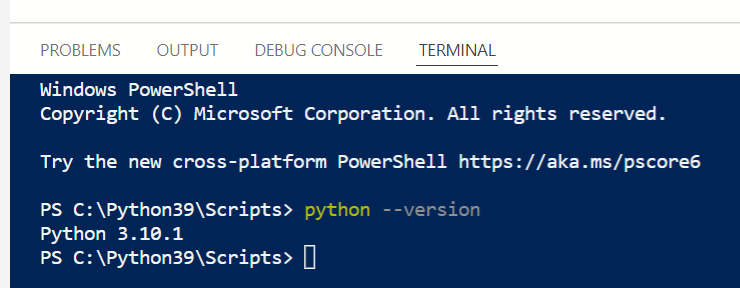 PROBLEMS OUTPUT DEBUG CONSOLE TERMINAL
Windows PowerShell
Copyright (C) Microsoft Corporation. All rights reserved.
Try the new cross-platform PowerShell https://aka.ms/pscore6
PS C:\Python39\Scripts> python --version
Python 3.10.1
PS C:\Python39\Scripts>